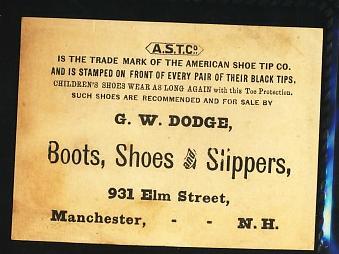 A.S.T.Co.
IS THE TRADE MARK OF THE AMERICAN SHOE TIP CO.
AND IS STAMPED ON FRONT OF EVERY PAIR OF THEIR BLACK TIPS,
CHILDREN'S SHOES WEAR AS LONG AGAIN with this Toe Protection.
SUCH SHOES ARE RECOMMENDED AND FOR SALE BY
G. W. DODGE,
Boots, Shoes and Slippers,
931 Elm Street,
Manchester, - - N. H.